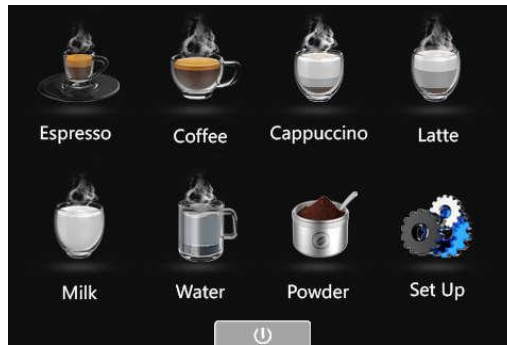 Espresso
Coffee
Cappuccino
Latte
Milk
Water
Powder
Set Up